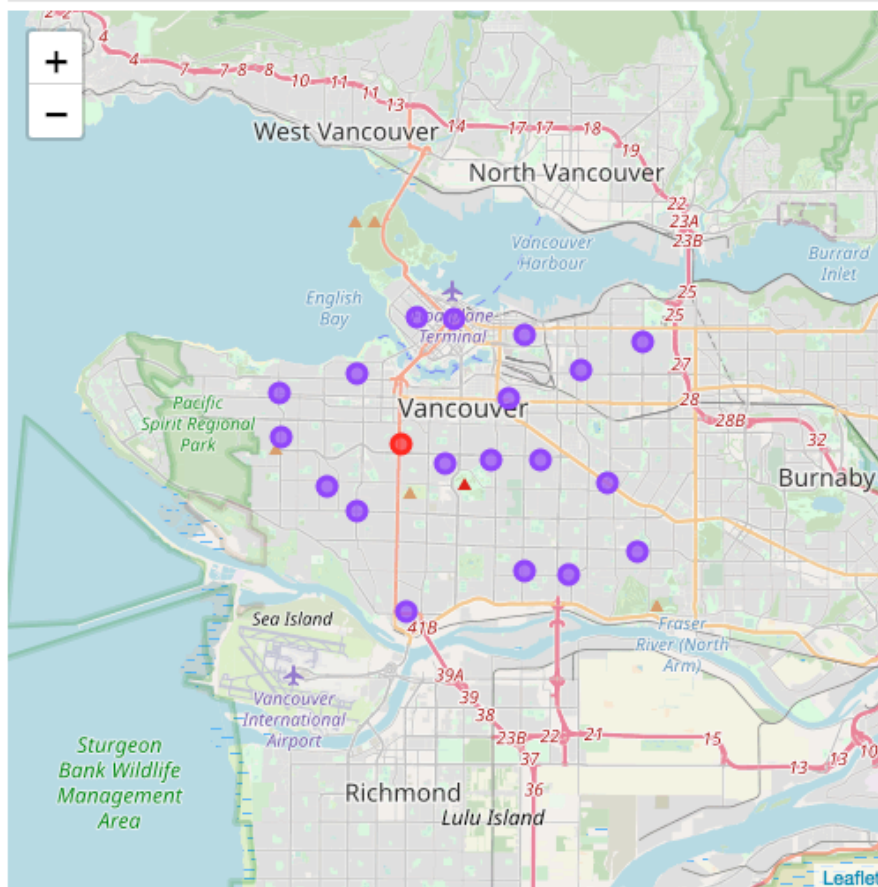 2
2
4
+
4
7
7
8
8
10
11
11
13
−
West Vancouver
14
17
17
18
19
North Vancouver
22
23A
23B
Vancouver
Harbour
Burrard
Inlet
English
Bay
25
25
Terminal
27
28
Pacific
Spirit Regional
Park
Vancouver
28B
32
Burnaby
Sea Island
41B
Fraser
River (North
Arm)
39A
39
38
Vancouver
International
Airport
23B
22
21
15
10
37
13
13
36
Sturgeon
Bank Wildlife
Management
Area
Richmond
Lulu Island
Leaflet